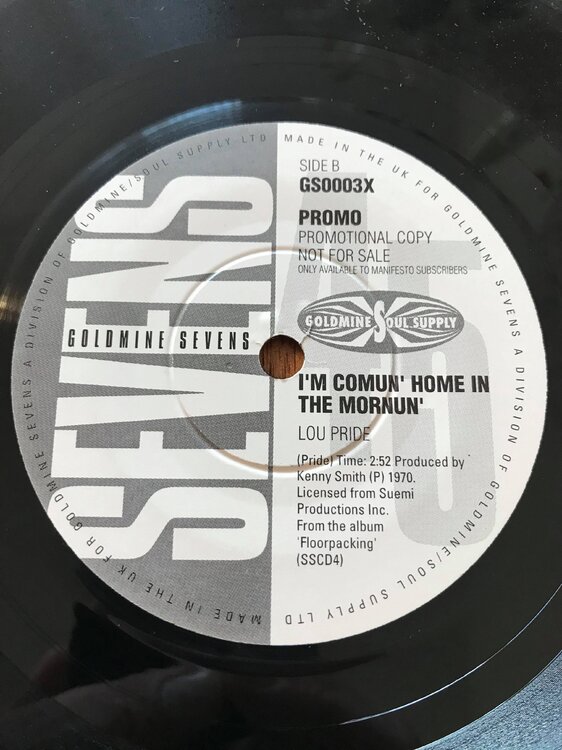 SIDE B
GS0003X
PROMO
PROMOTIONAL COPY
NOT FOR SALE
ONLY AVAILABLE TO MANIFESTO SUBSCRIBERS
GOLDMINE SOUL SUPPLY
SEVENS
GOLDMINE SEVENS
45
I'M COMUN' HOME IN
THE MORNUN'
LOU PRIDE
(Pride) Time: 2:52 Produced by
Kenny Smith (P) 1970.
Licensed from Suemi
Productions Inc.
From the album
'Floorpacking'
(SSCD4)
MADE IN THE UK FOR GOLDMINE SEVENS A DIVISION OF GOLDMINE/SOUL SUPPLY LTD
MADE IN THE UK FOR GOLDMINE SEVENS A DIVISION OF GOLDMINE/SOUL SUPPLY LTD